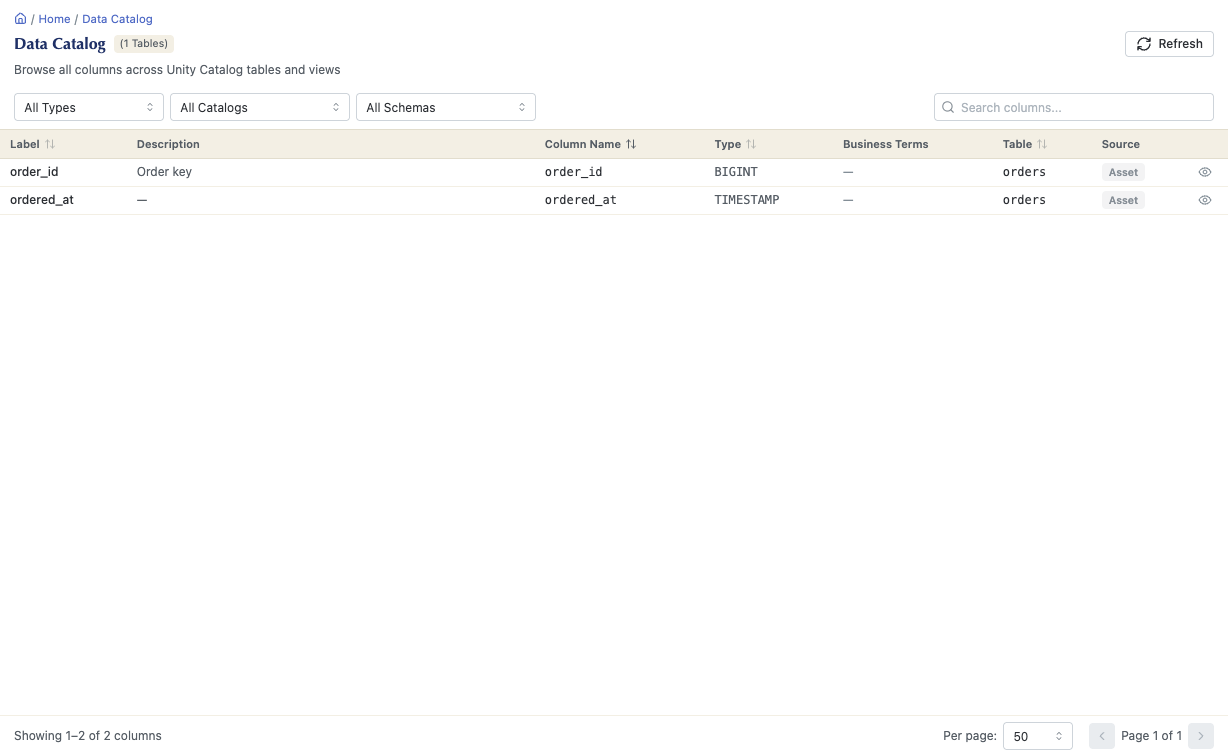 / Home / Data Catalog
Data Catalog (1 Tables)
Refresh
Browse all columns across Unity Catalog tables and views
All Types All Catalogs All Schemas Search columns...
Label Description Column Name Type Business Terms Table Source
order_id Order key order_id BIGINT — orders Asset
ordered_at — ordered_at TIMESTAMP — orders Asset
Showing 1–2 of 2 columns Per page: 50 Page 1 of 1